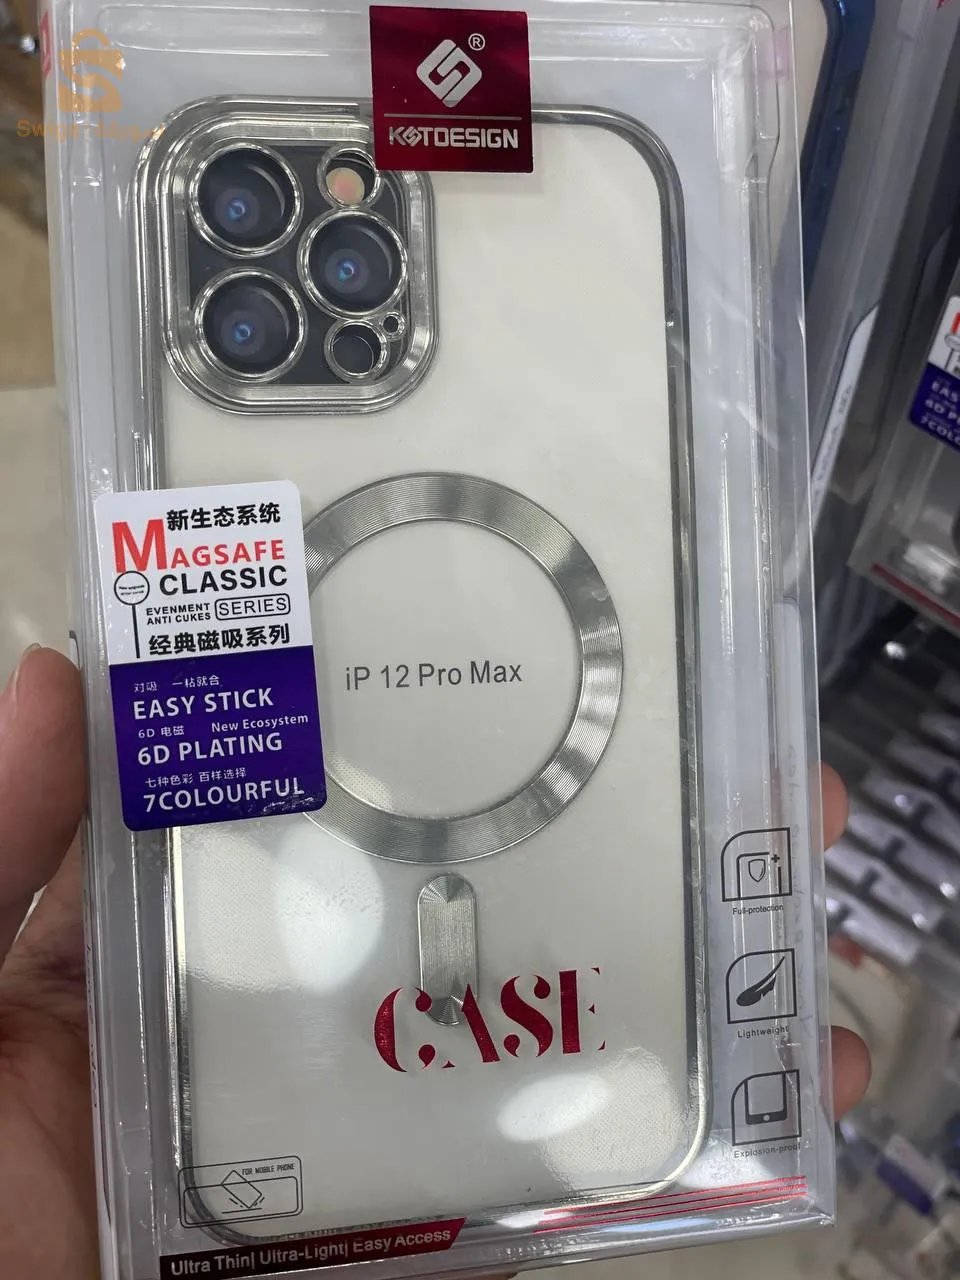 ®
KSTDESIGN
新生态系统
MAGSAFE
CLASSIC
EVENMENT
ANTI CUKES
SERIES
经典磁吸系列
对吸 一粘就合
EASY STICK
6D 电磁 New Ecosystem
6D PLATING
七种色彩 百样选择
7COLOURFUL
iP 12 Pro Max
CASE
Full-protection
Lightweight
Explosion-proof
FOR MOBILE PHONE
Ultra Thin| Ultra-Light| Easy Access